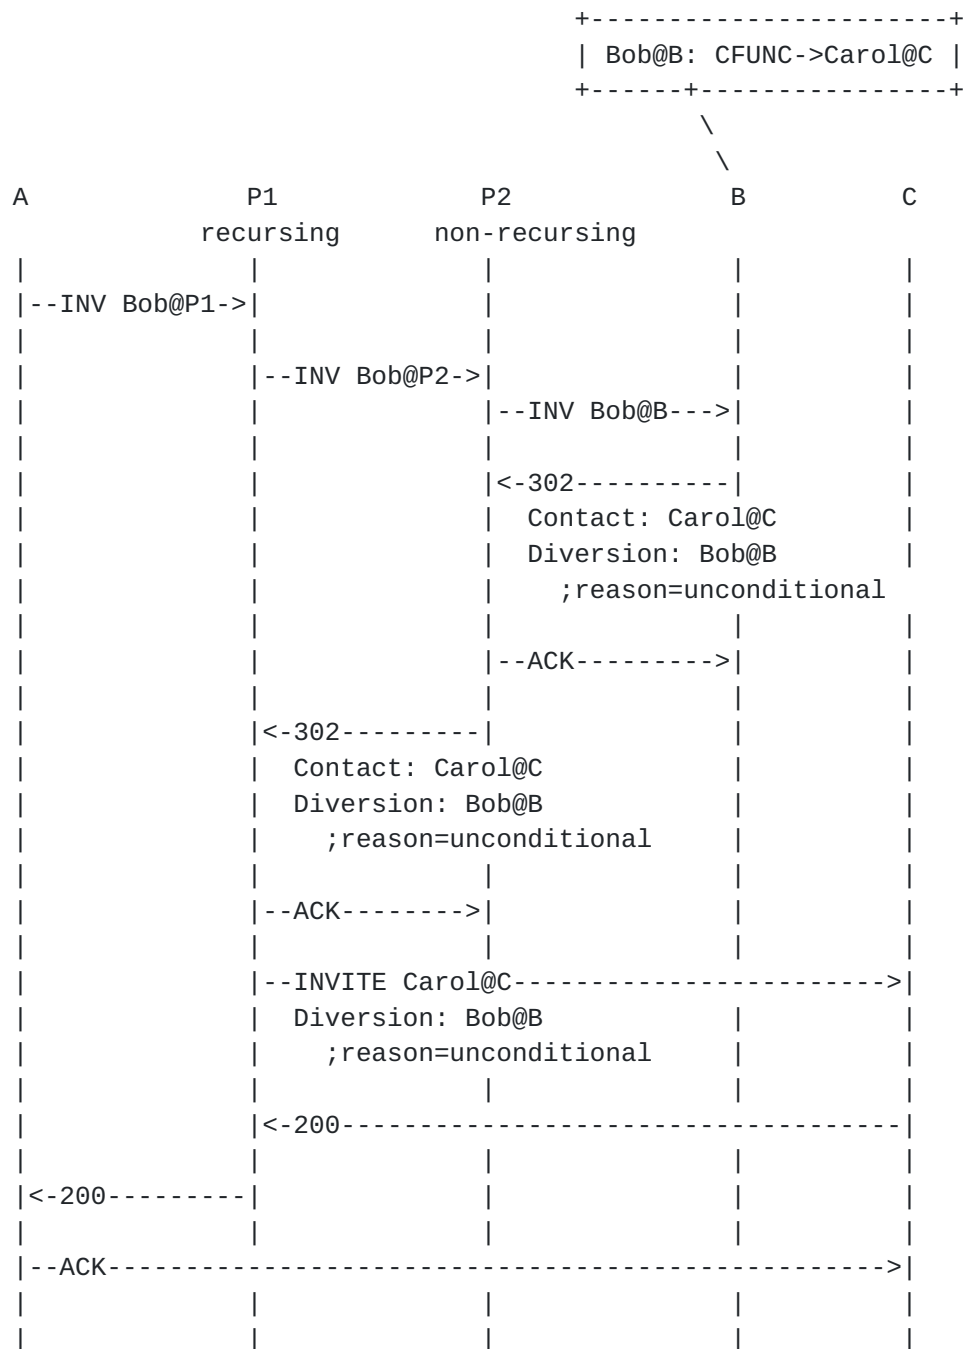 +-----------------------+
                                    | Bob@B: CFUNC->Carol@C |
                                    +------+----------------+
                                            \
                                             \
A              P1             P2              B          C
            recursing      non-recursing
|              |              |               |          |
|--INV Bob@P1->|              |               |          |
|              |              |               |          |
|              |--INV Bob@P2->|               |          |
|              |              |--INV Bob@B--->|          |
|              |              |               |          |
|              |              |<-302----------|          |
|              |              |  Contact: Carol@C        |
|              |              |  Diversion: Bob@B        |
|              |              |    ;reason=unconditional
|              |              |               |          |
|              |              |--ACK--------->|          |
|              |              |               |          |
|              |<-302---------|               |          |
|              |  Contact: Carol@C            |          |
|              |  Diversion: Bob@B            |          |
|              |    ;reason=unconditional     |          |
|              |              |               |          |
|              |--ACK-------->|               |          |
|              |              |               |          |
|              |--INVITE Carol@C------------------------>|
|              |  Diversion: Bob@B            |          |
|              |    ;reason=unconditional     |          |
|              |              |               |          |
|              |<-200------------------------------------|
|              |              |               |          |
|<-200---------|              |               |          |
|              |              |               |          |
|--ACK-------------------------------------------------->|
|              |              |               |          |
|              |              |               |          |